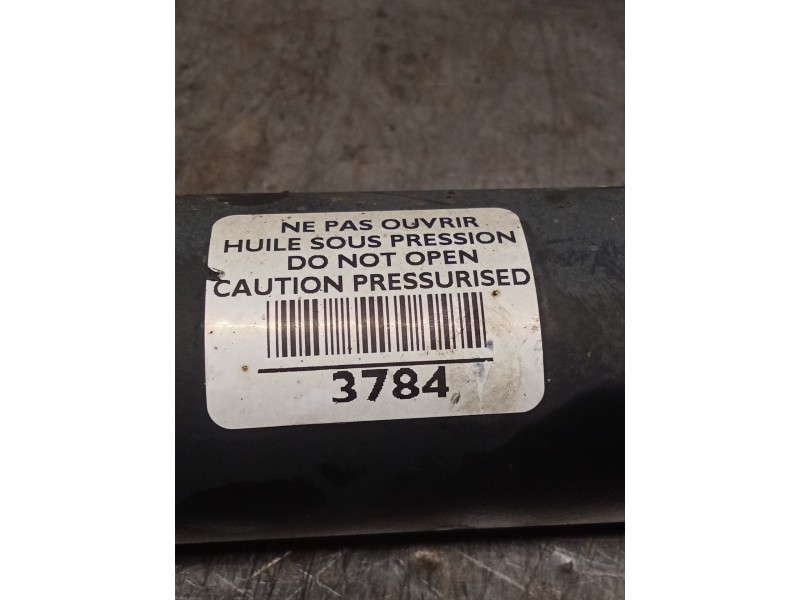 NE PAS OUVRIR
HUILE SOUS PRESSION
DO NOT OPEN
CAUTION PRESSURISED
3784